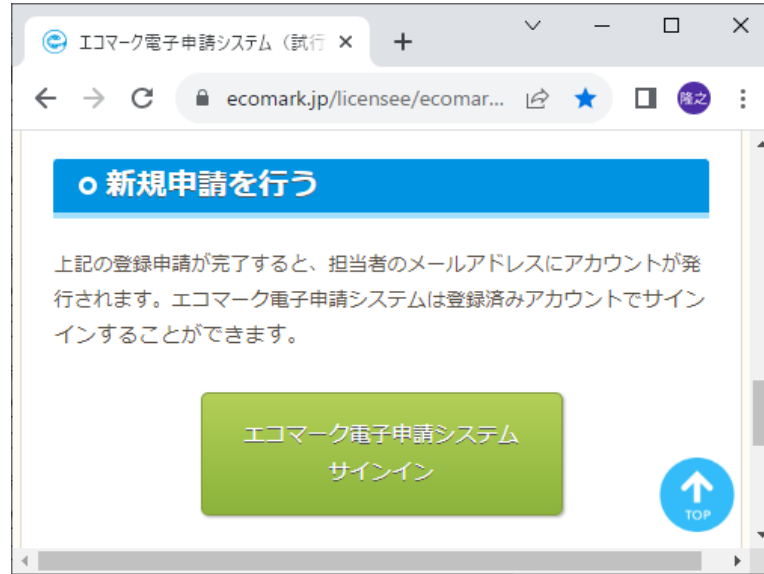 エコマーク電子申請システム（試行
ecomark.jp/licensee/ecomar...
隆之
新規申請を行う
上記の登録申請が完了すると、担当者のメールアドレスにアカウントが発
行されます。エコマーク電子申請システムは登録済みアカウントでサイン
インすることができます。
エコマーク電子申請システム
サインイン
TOP